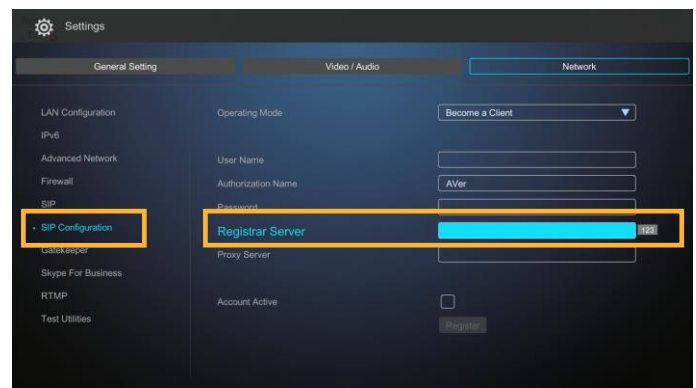 Settings
General Setting Video / Audio Network
LAN Configuration Operating Mode Become a Client
IPv6
Advanced Network User Name
Firewall Authorization Name AVer
SIP Password
SIP Configuration Registrar Server 123
Gatekeeper Proxy Server
Skype For Business
RTMP Account Active
Test Utilities Register